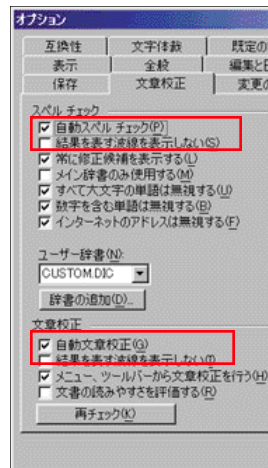 オプション
互換性 文字体裁 既定の
表示 全般 編集と日
保存 文章校正 変更の
スペル チェック
自動スペル チェック(P)
結果を表す波線を表示しない(S)
常に修正候補を表示する(L)
メイン辞書のみ使用する(M)
すべて大文字の単語は無視する(U)
数字を含む単語は無視する(B)
インターネットのアドレスは無視する(F)
ユーザー辞書(N):
CUSTOM.DIC
辞書の追加(D)...
文章校正
自動文章校正(G)
結果を表す波線を表示しない(I)
メニュー、ツールバーから文章校正を行う(H)
文書の読みやすさを評価する(R)
再チェック(K)